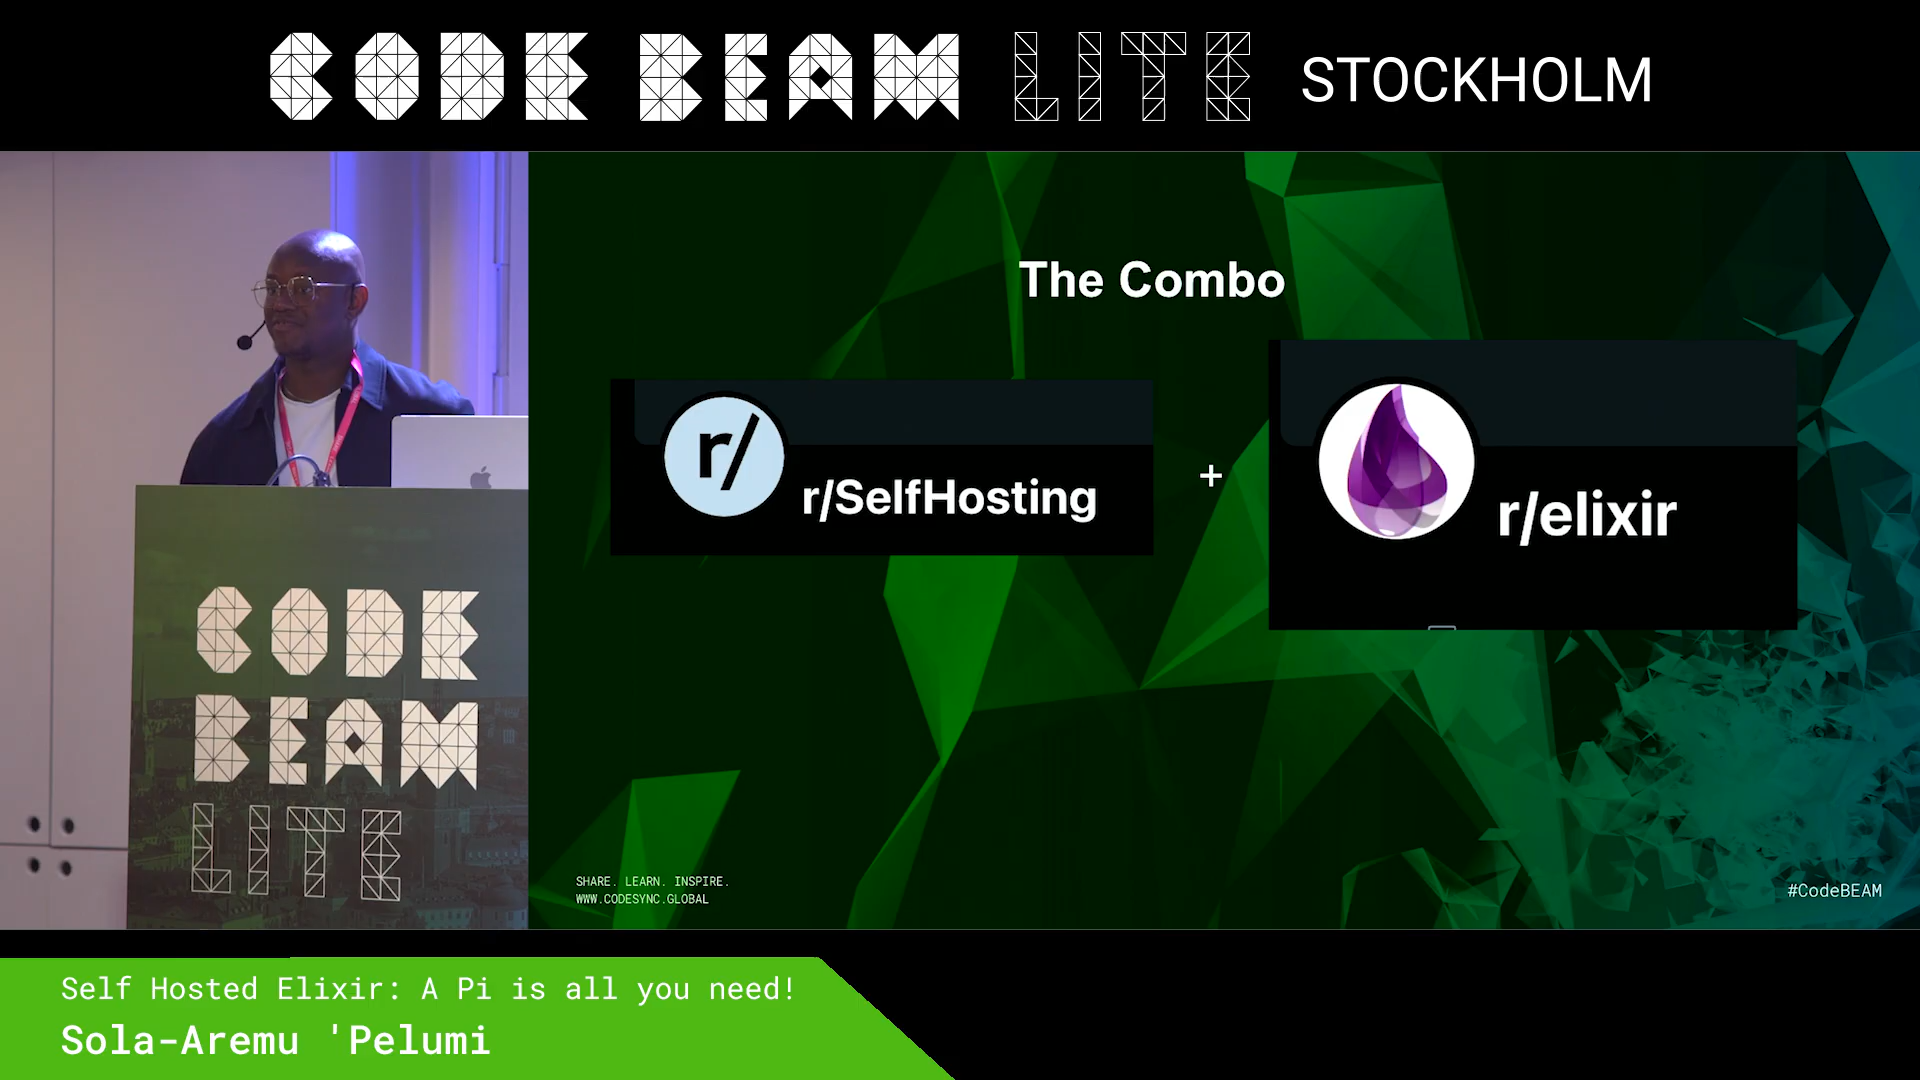 CODE BEAM LITE STOCKHOLM
The Combo
r/
r/SelfHosting
+
r/elixir
CODE
BEAM
LITE
SHARE. LEARN. INSPIRE.
WWW.CODESYNC.GLOBAL
#CodeBEAM
Self Hosted Elixir: A Pi is all you need!
Sola-Aremu 'Pelumi